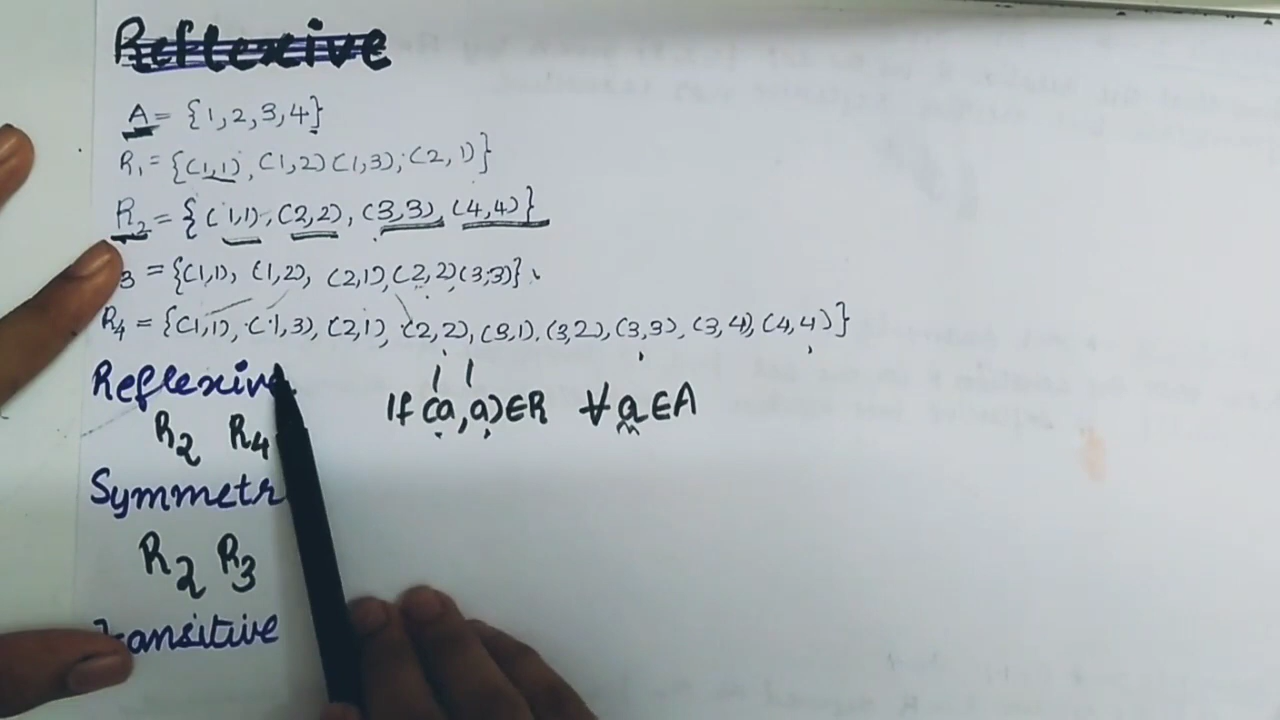 Reflexive
A = {1,2,3,4}
R₁ = {(1,1), (1,2) (1,3), (2,1)}
R₂ = {(1,1), (2,2), (3,3), (4,4)}
3 = {(1,1), (1,2), (2,1), (2,2) (3,3)}
R₄ = {(1,1), (1,3), (2,1), (2,2), (3,1), (3,2), (3,3), (3,4), (4,4)}
Reflexive If (a,a) ∈ R ∀ a ∈ A
R₂ R₄
Symmetr
R₂ R₃
Transitive